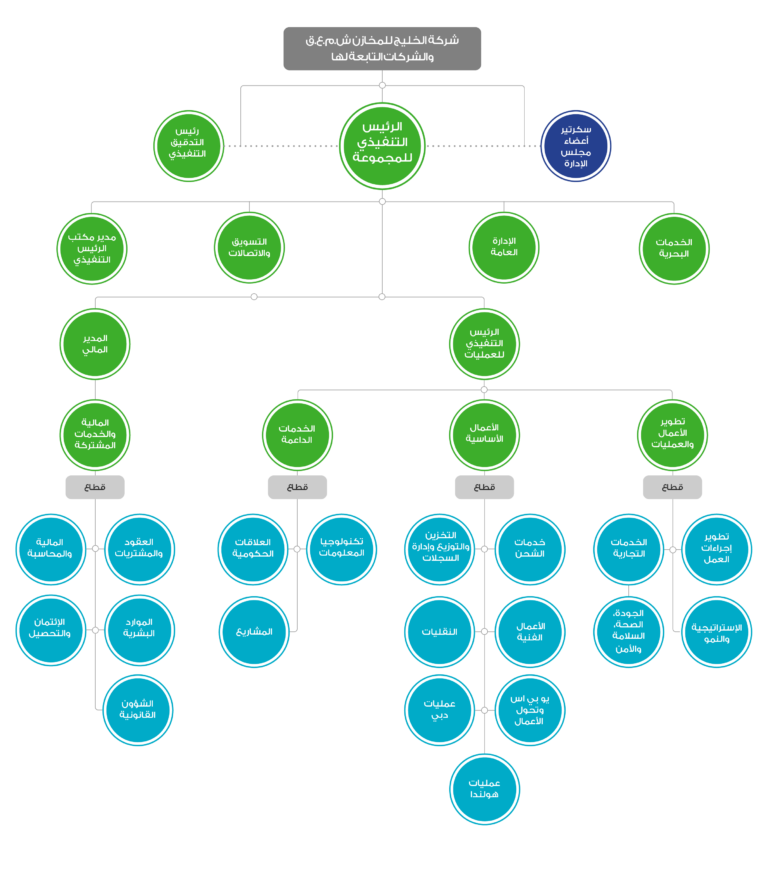 شركة الخليج للمخازن ش.م.ع.ق
والشركات التابعة لها
سكرتير
أعضاء
مجلس
الإدارة
الرئيس
التنفيذي
للمجموعة
رئيس
التدقيق
التنفيذي
الخدمات
البحرية
الإدارة
العامة
التسويق
والاتصالات
مدير مكتب
الرئيس
التنفيذي
الرئيس
التنفيذي
للعمليات
المدير
المالي
تطوير
الأعمال
والعمليات
الأعمال
الأساسية
الخدمات
الداعمة
المالية
والخدمات
المشتركة
قطاع
قطاع
قطاع
قطاع
تطوير
إجراءات
العمل
الخدمات
التجارية
خدمات
الشحن
التخزين
والتوزيع وإدارة
السجلات
تكنولوجيا
المعلومات
العلاقات
الحكومية
العقود
والمشتريات
المالية
والمحاسبة
الإستراتيجية
والنمو
الجودة،
الصحة،
السلامة
والأمن
الأعمال
الفنية
النقليات
المشاريع
الموارد
البشرية
الإئتمان
والتحصيل
يو بي اس
وتحول
الأعمال
عمليات
دبي
الشؤون
القانونية
عمليات
هولندا